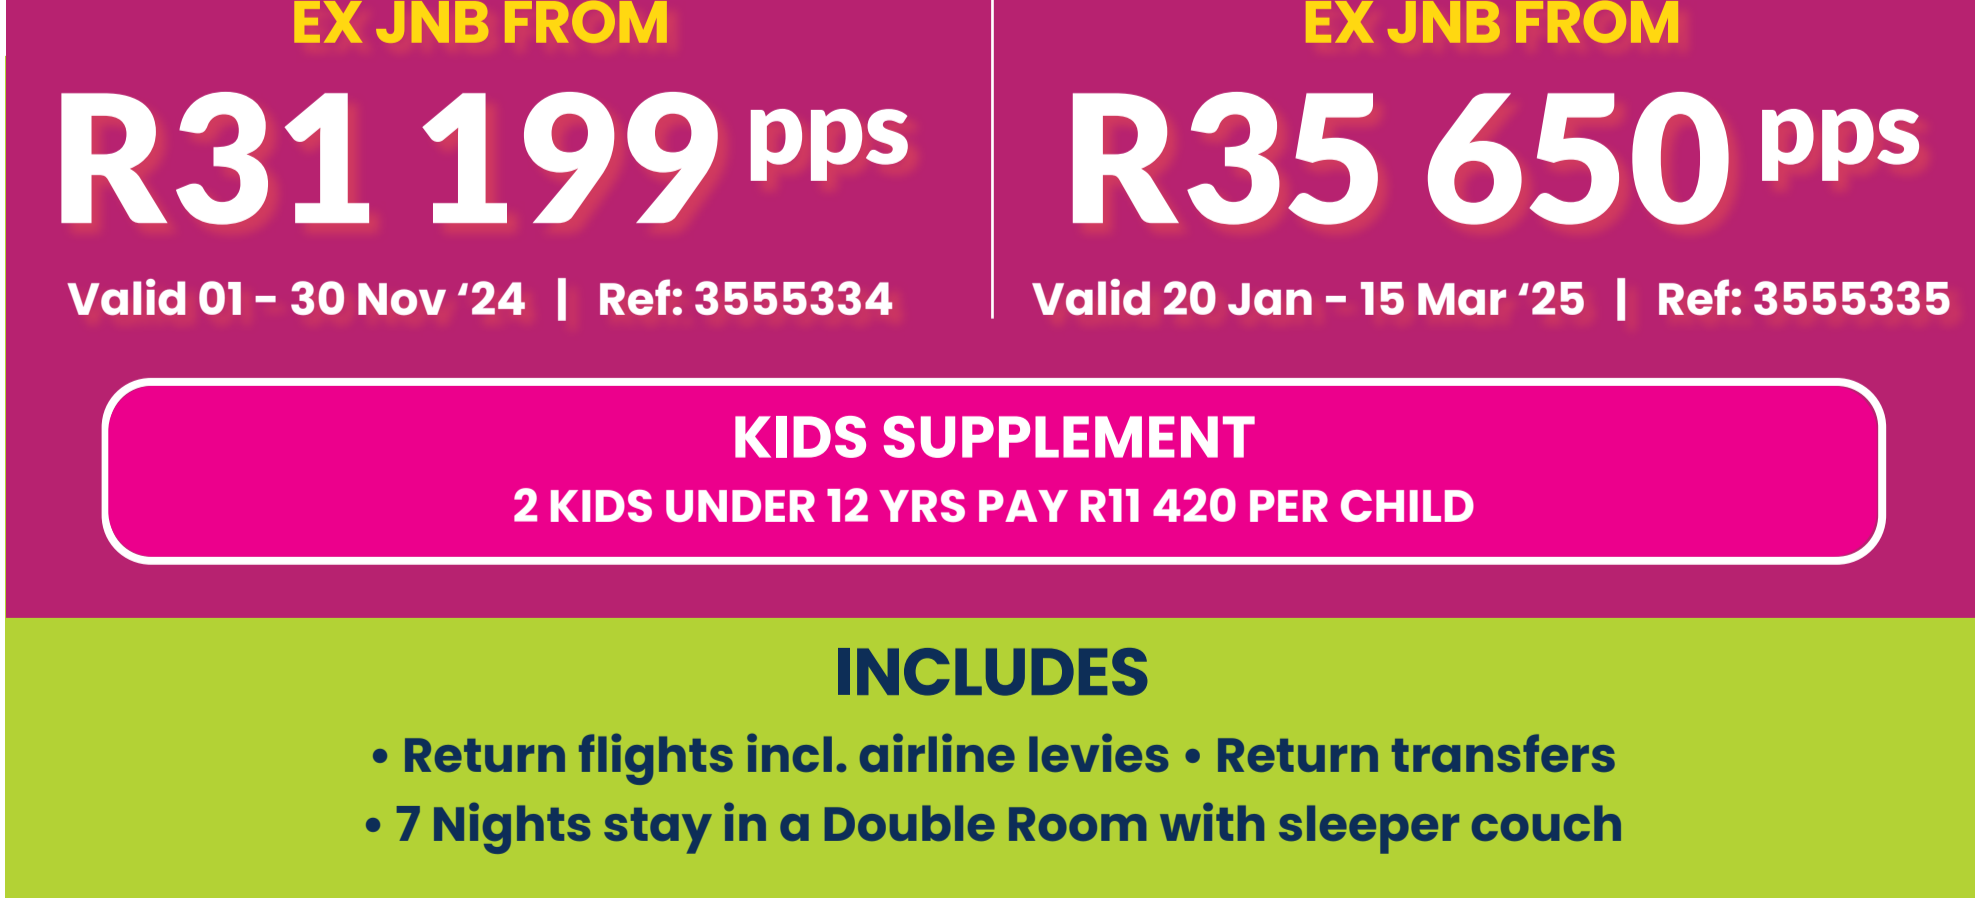 EX JNB FROM
R31 199 pps
Valid 01 – 30 Nov ‘24 | Ref: 3555334
EX JNB FROM
R35 650 pps
Valid 20 Jan – 15 Mar ‘25 | Ref: 3555335
KIDS SUPPLEMENT
2 KIDS UNDER 12 YRS PAY R11 420 PER CHILD
INCLUDES
• Return flights incl. airline levies • Return transfers
• 7 Nights stay in a Double Room with sleeper couch